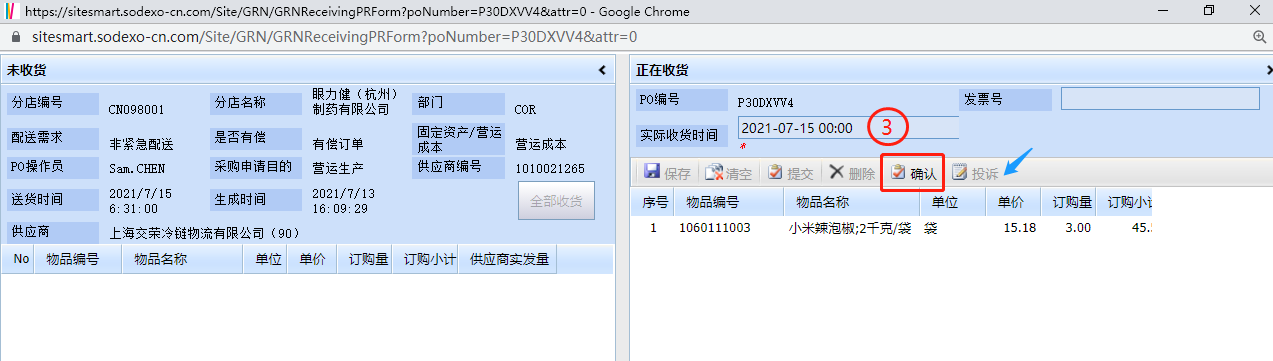 https://sitesmart.sodexo-cn.com/Site/GRN/GRNReceivingPRForm?poNumber=P30DXVV4&attr=0 - Google Chrome
sitesmart.sodexo-cn.com/Site/GRN/GRNReceivingPRForm?poNumber=P30DXVV4&attr=0
未收货
分店编号 CN098001 分店名称 眼力健（杭州）制药有限公司 部门 COR
配送需求 非紧急配送 是否有偿 有偿订单 固定资产/营运成本 营运成本
PO操作员 Sam.CHEN 采购申请目的 营运生产 供应商编号 1010021265
送货时间 2021/7/15 6:31:00 生成时间 2021/7/13 16:09:29 全部收货
供应商 上海交荣冷链物流有限公司（90）
No 物品编号 物品名称 单位 单价 订购量 订购小计 供应商实发量
正在收货
PO编号 P30DXVV4 发票号
实际收货时间 2021-07-15 00:00 ③
*
保存 清空 提交 删除 确认 投诉
序号 物品编号 物品名称 单位 单价 订购量 订购小计
1 1060111003 小米辣泡椒;2千克/袋 袋 15.18 3.00 45.5